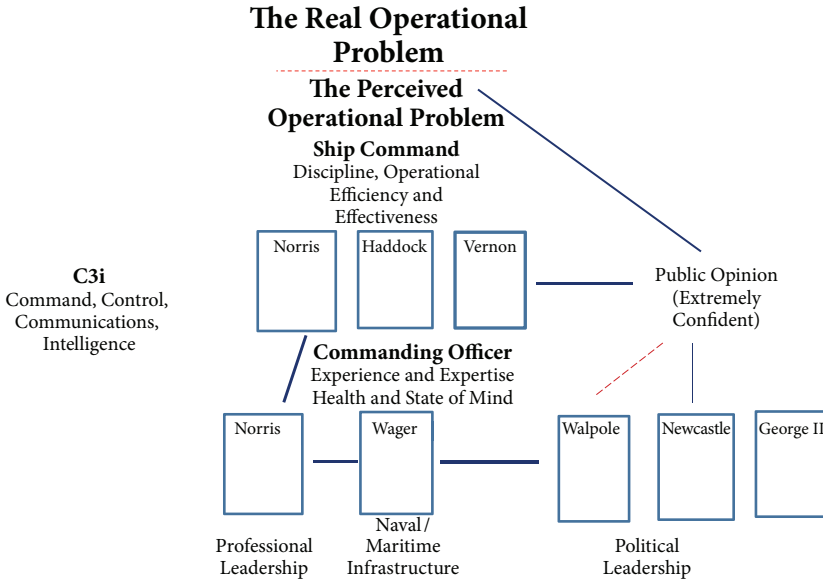 The Real Operational
Problem
The Perceived
Operational Problem
Ship Command
Discipline, Operational
Efficiency and
Effectiveness
Norris
Haddock
Vernon
C3i
Command, Control,
Communications,
Intelligence
Public Opinion
(Extremely
Confident)
Commanding Officer
Experience and Expertise
Health and State of Mind
Norris
Wager
Walpole
Newcastle
George II
Professional
Leadership
Naval/
Maritime
Infrastructure
Political
Leadership